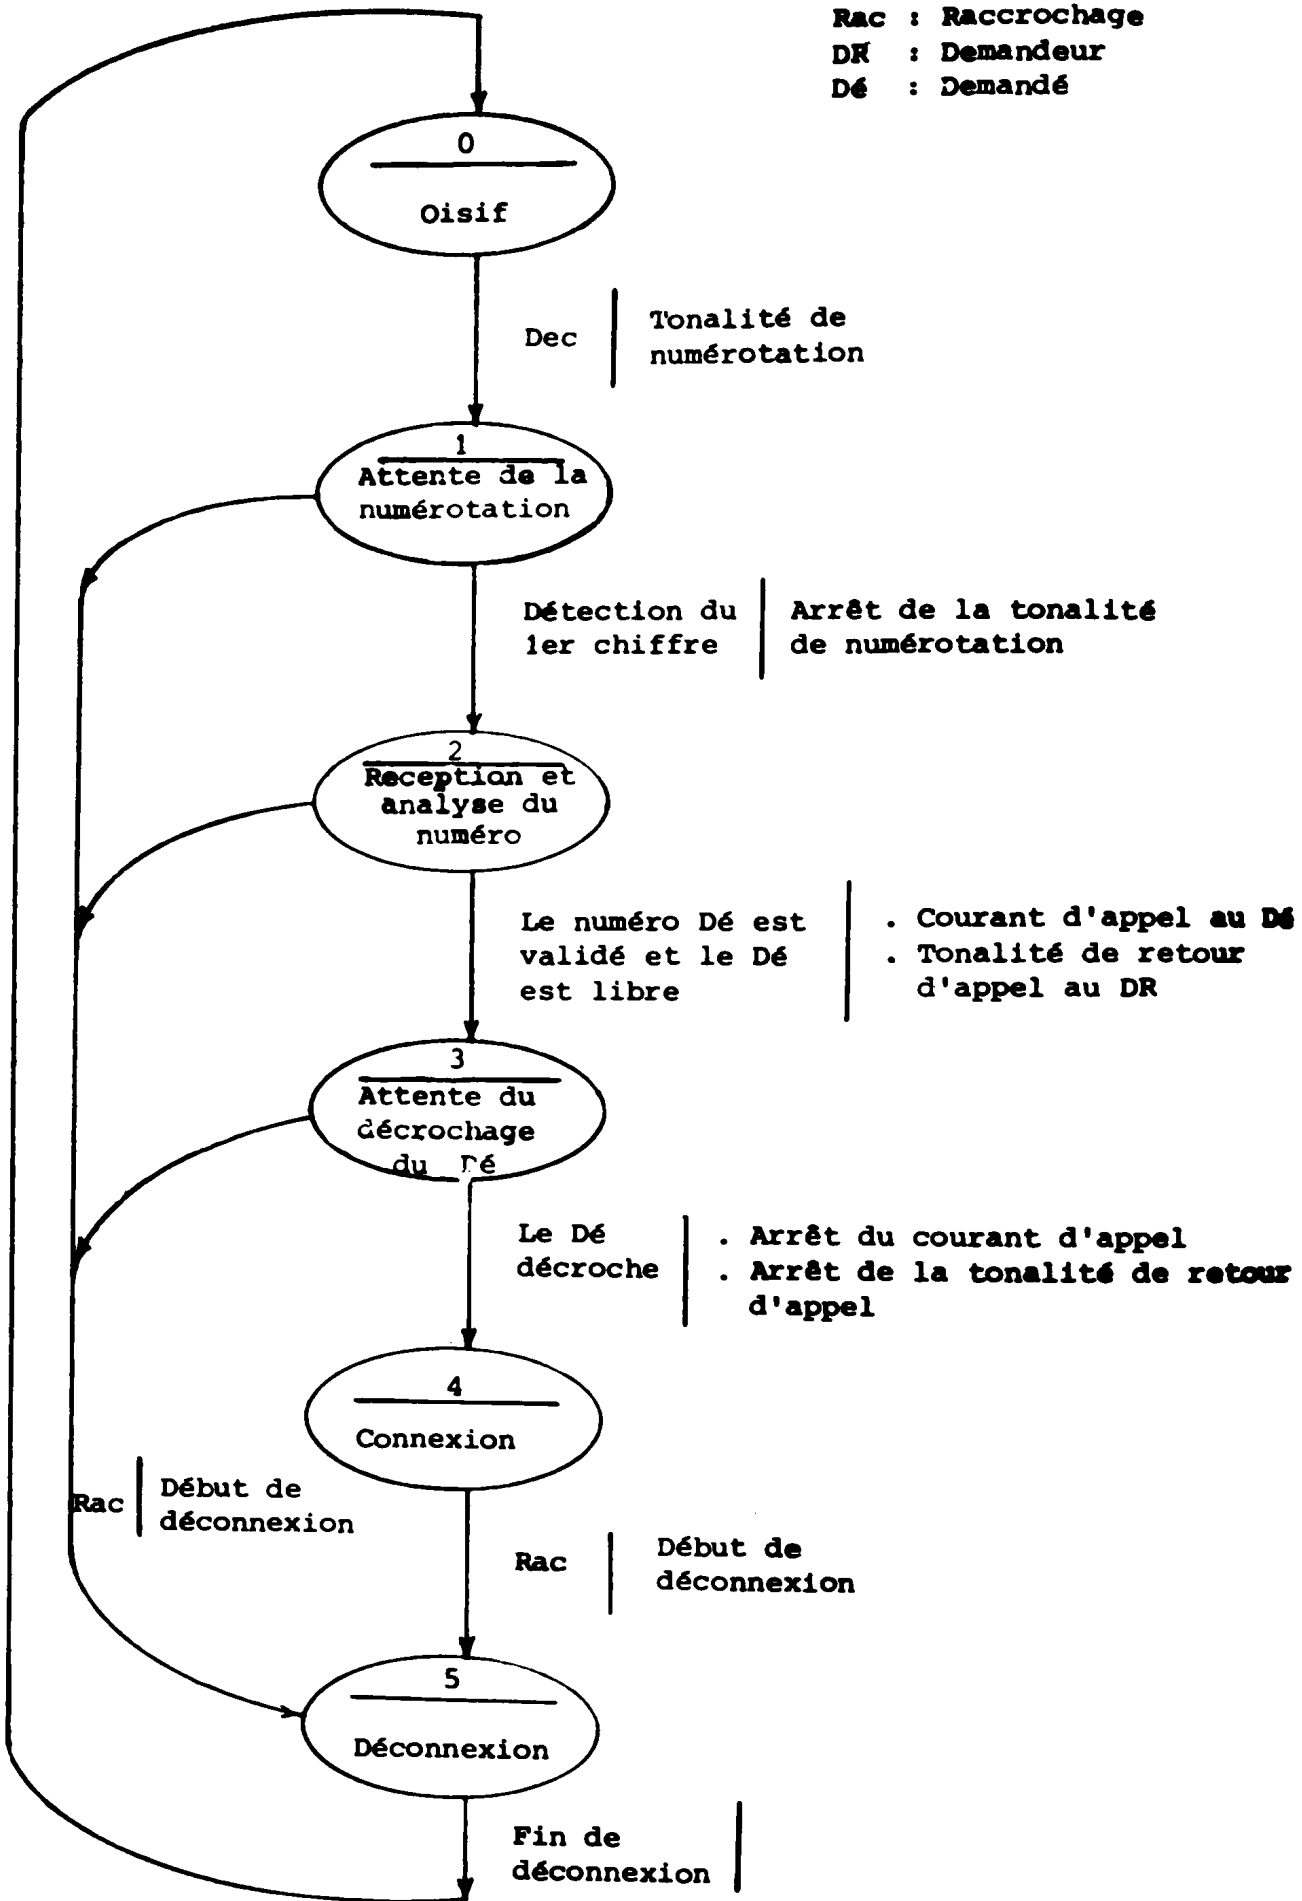 Rac : Raccrochage
DR : Demandeur
Dé : Demandé
0
Oisif
Dec
Tonalité de
numérotation
1
Attente de la
numérotation
Détection du
1er chiffre
Arrêt de la tonalité
de numérotation
2
Reception et
analyse du
numéro
Le numéro Dé est
validé et le Dé
est libre
. Courant d'appel au Dé
. Tonalité de retour
d'appel au DR
3
Attente du
décrochage
du Dé
Le Dé
décroche
. Arrêt du courant d'appel
. Arrêt de la tonalité de retour
d'appel
4
Connexion
Rac
Début de
déconnexion
Rac
Début de
déconnexion
5
Déconnexion
Fin de
déconnexion